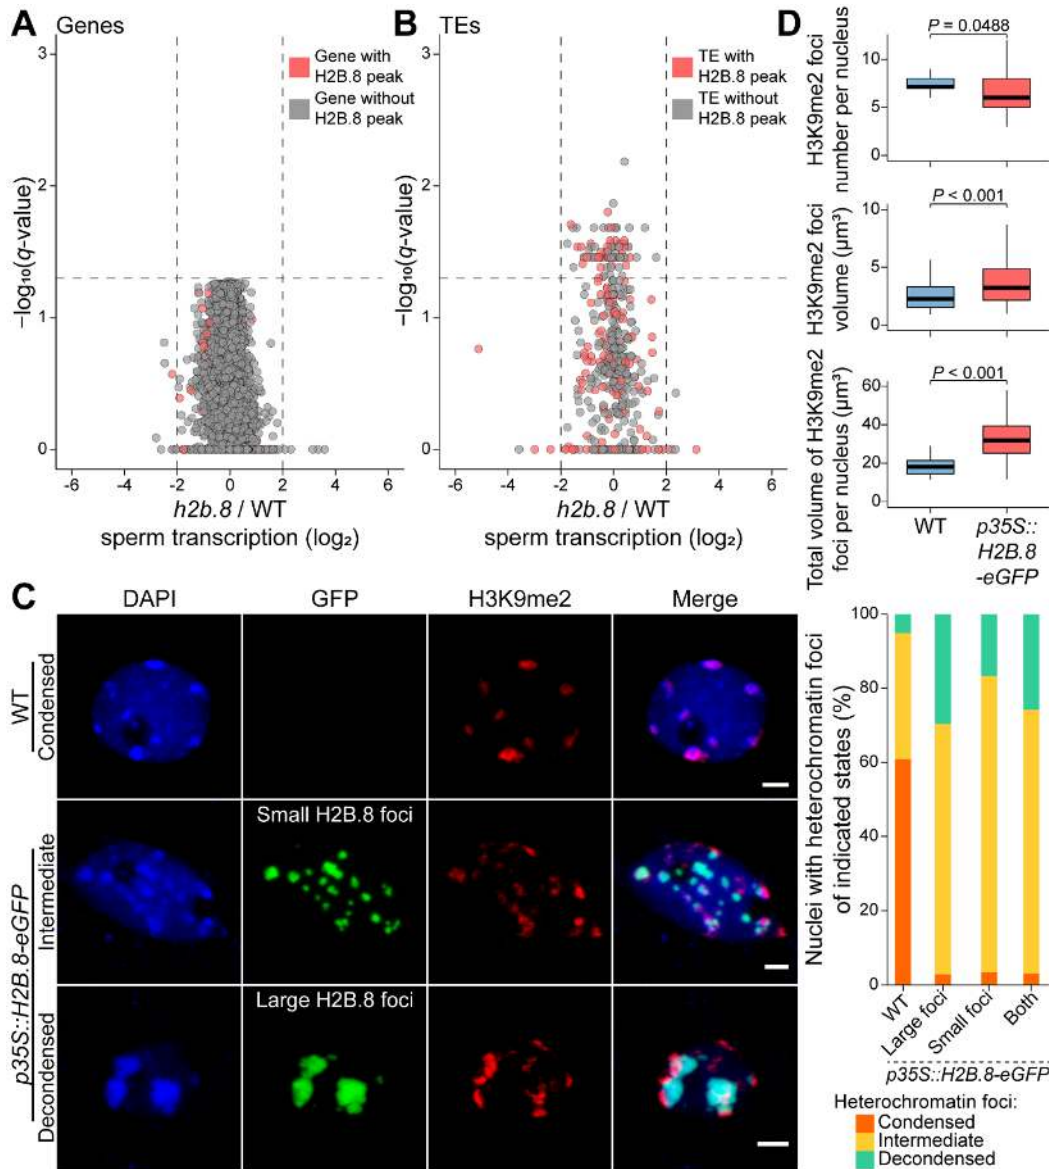 A
Genes
3
2
1
0
−log₁₀(q-value)
Gene with
H2B.8 peak
Gene without
H2B.8 peak
-6
-4
-2
0
2
4
6
h2b.8 / WT
sperm transcription (log₂)
B
TEs
3
2
1
0
−log₁₀(q-value)
TE with
H2B.8 peak
TE without
H2B.8 peak
-6
-4
-2
0
2
4
6
h2b.8 / WT
sperm transcription (log₂)
D
H3K9me2 foci
number per nucleus
10
5
0
P = 0.0488
H3K9me2 foci
volume (µm³)
10
5
0
P < 0.001
Total volume of H3K9me2
foci per nucleus (µm³)
60
40
20
0
P < 0.001
WT
p35S::
H2B.8
-eGFP
C
DAPI
GFP
H3K9me2
Merge
WT
Condensed
p35S::H2B.8-eGFP
Intermediate
Small H2B.8 foci
Decondensed
Large H2B.8 foci
Nuclei with heterochromatin foci
of indicated states (%)
100
80
60
40
20
0
WT
Large foci
Small foci
Both
p35S::H2B.8-eGFP
Heterochromatin foci:
Condensed
Intermediate
Decondensed